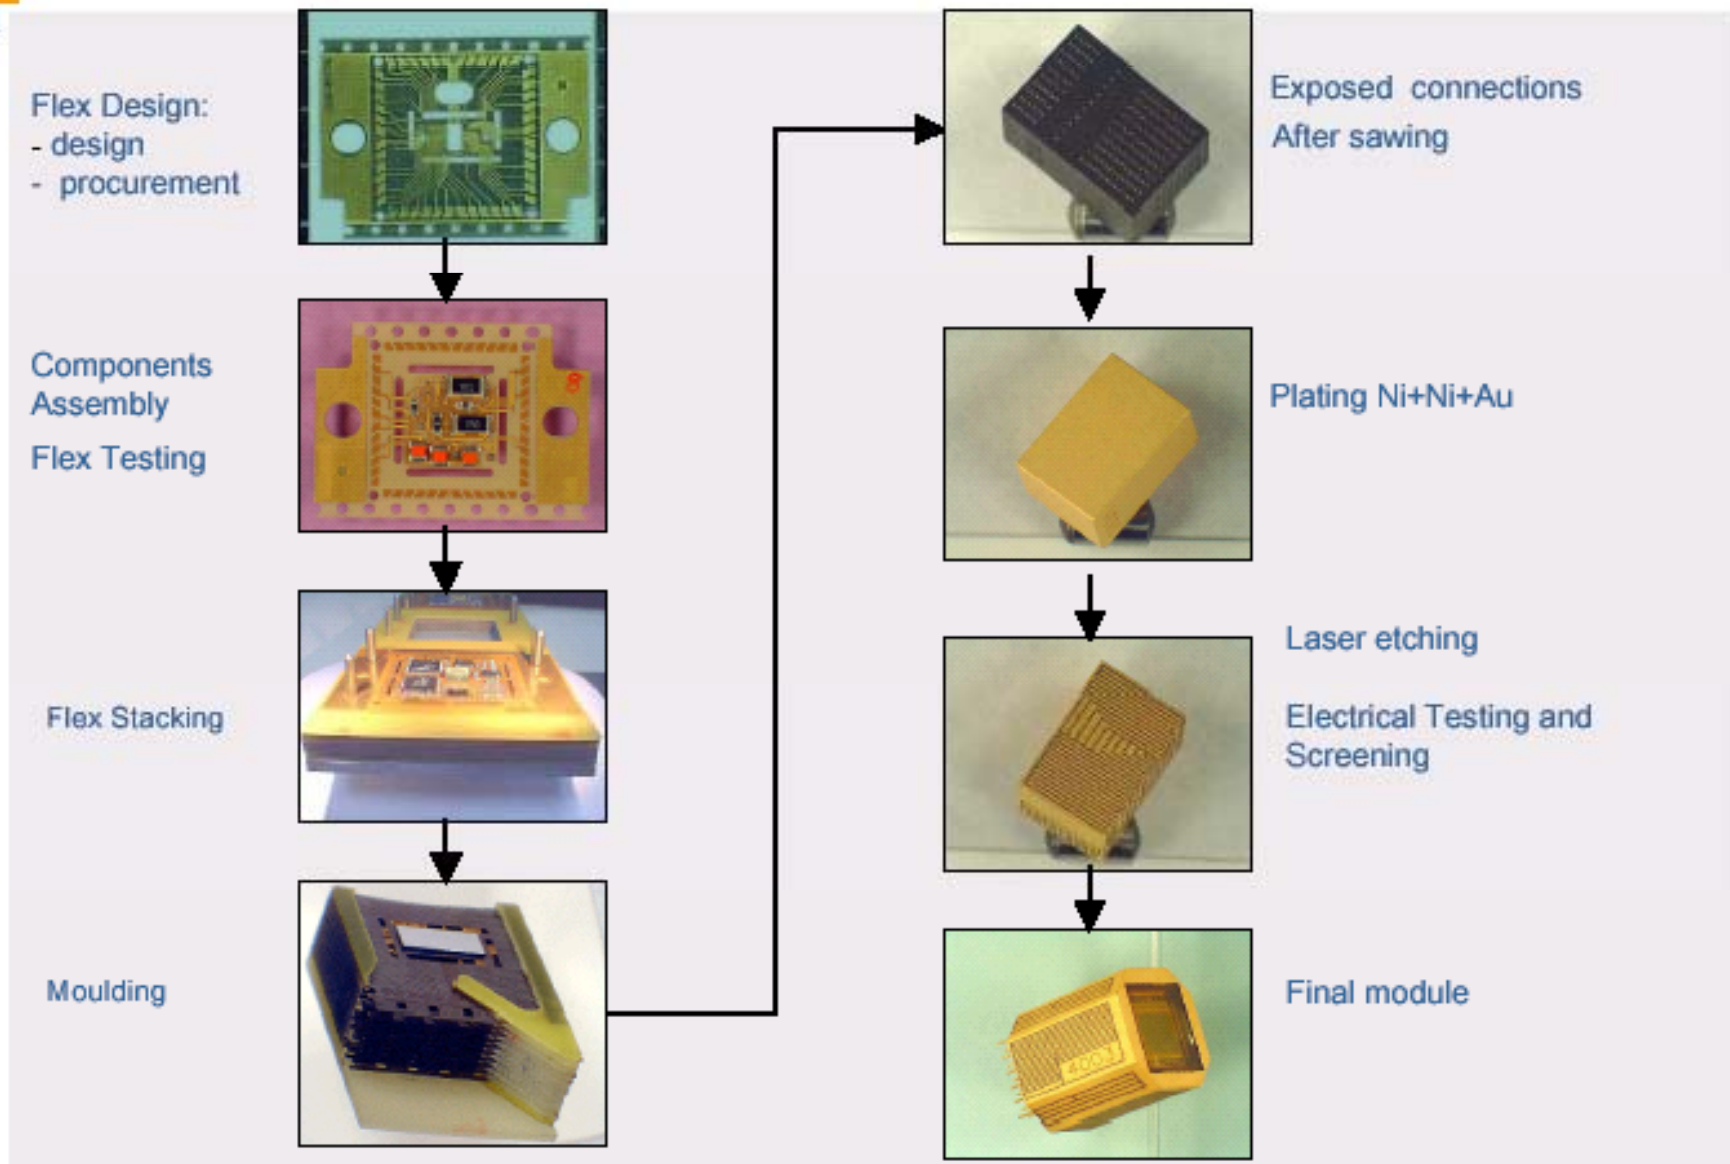 Flex Design:
- design
- procurement
Components
Assembly
Flex Testing
Flex Stacking
Moulding
Exposed connections
After sawing
Plating Ni+Ni+Au
Laser etching
Electrical Testing and
Screening
Final module
4003